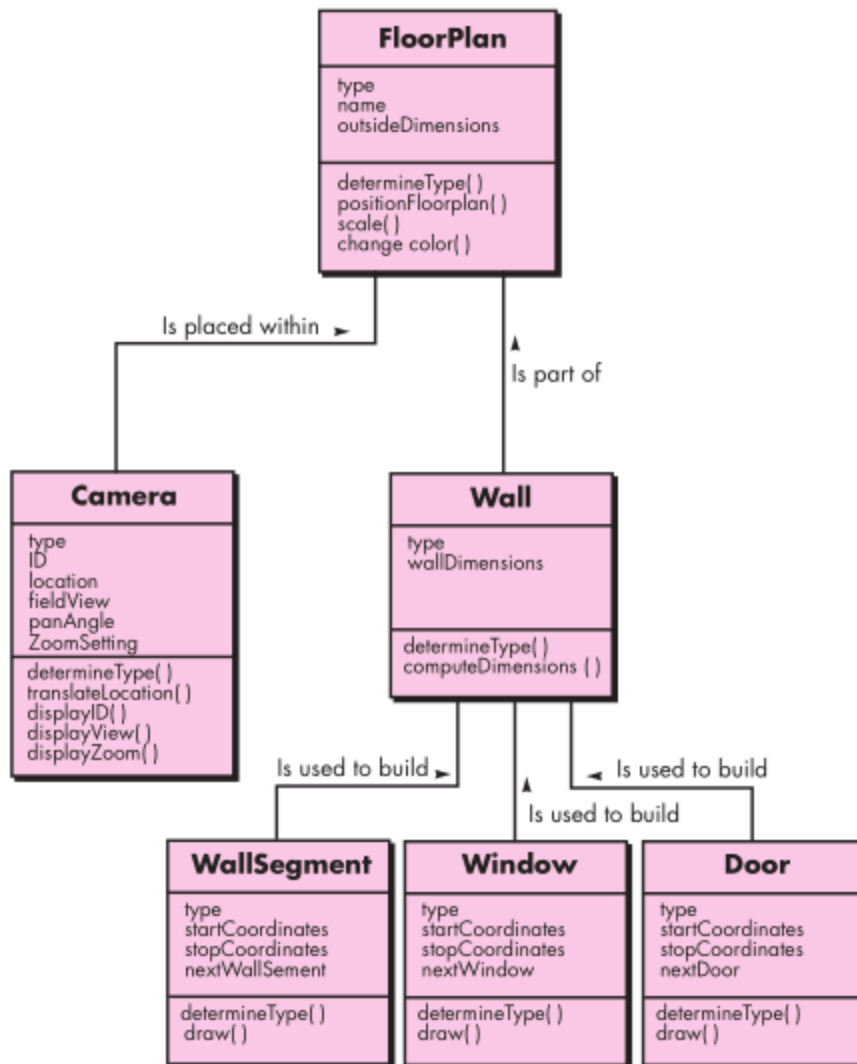 FloorPlan
type
name
outsideDimensions
determineType( )
positionFloorplan( )
scale( )
change color( )
Is placed within
Is part of
Camera
type
ID
location
fieldView
panAngle
ZoomSetting
determineType( )
translateLocation( )
displayID( )
displayView( )
displayZoom( )
Wall
type
wallDimensions
determineType( )
computeDimensions ( )
Is used to build
Is used to build
Is used to build
WallSegment
type
startCoordinates
stopCoordinates
nextWallSement
determineType( )
draw( )
Window
type
startCoordinates
stopCoordinates
nextWindow
determineType( )
draw( )
Door
type
startCoordinates
stopCoordinates
nextDoor
determineType( )
draw( )